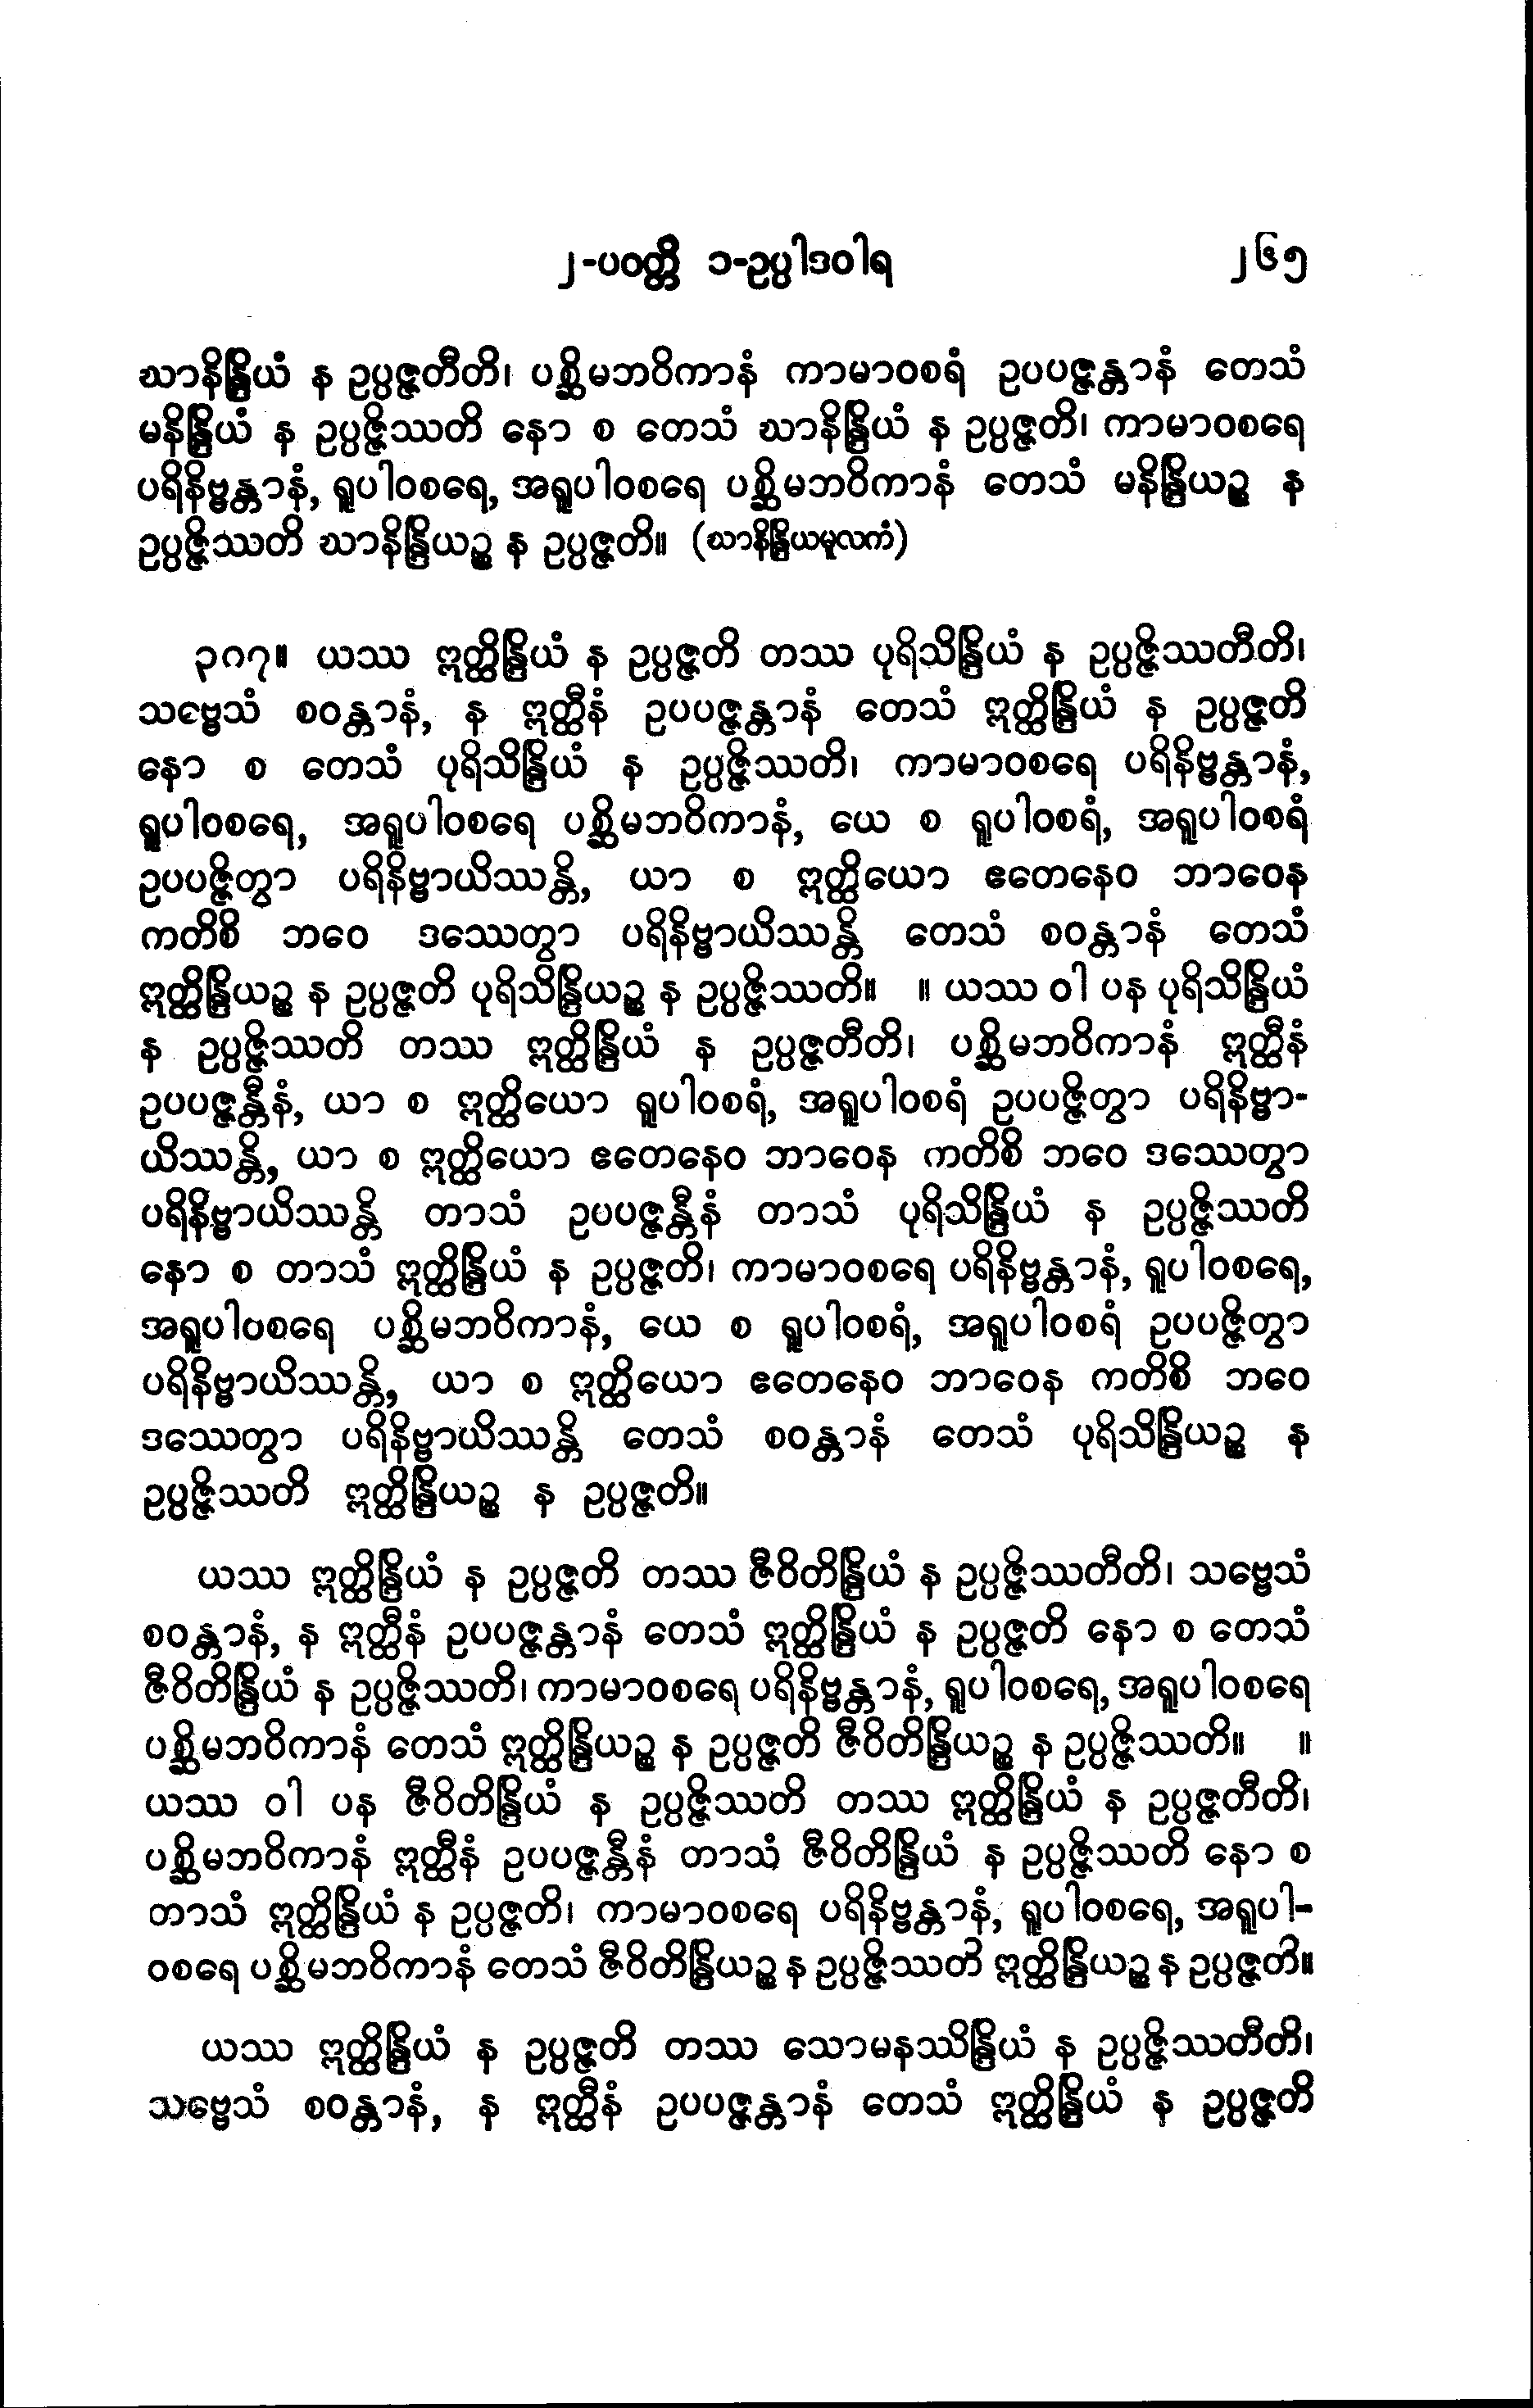 ၂-ပဝတ္တိ ၁-ဥပ္ပါဒဝါရ ၂၆၅
ဃာနိန္ဒြိယံ န ဥပ္ပဇ္ဇတီတိ၊ ပစ္ဆိမဘဝိကာနံ ကာမာဝစရံ ဥပပဇ္ဇန္တာနံ တေသံ
မနိန္ဒြိယံ န ဥပ္ပဇ္ဇိဿတိ နော စ တေသံ ဃာနိန္ဒြိယံ န ဥပ္ပဇ္ဇတိ၊ ကာမာဝစရေ
ပရိနိဗ္ဗန္တာနံ, ရူပါဝစရေ, အရူပါဝစရေ ပစ္ဆိမဘဝိကာနံ တေသံ မနိန္ဒြိယဉ္စ န
ဥပ္ပဇ္ဇိဿတိ ဃာနိန္ဒြိယဉ္စ န ဥပ္ပဇ္ဇတိ။ (ဃာနိန္ဒြိယမူလကံ)
၃၈၇။ ယဿ ဣတ္ထိန္ဒြိယံ န ဥပ္ပဇ္ဇတိ တဿ ပုရိသိန္ဒြိယံ န ဥပ္ပဇ္ဇိဿတီတိ၊
သဗ္ဗေသံ စဝန္တာနံ, န ဣတ္ထီနံ ဥပပဇ္ဇန္တာနံ တေသံ ဣတ္ထိန္ဒြိယံ န ဥပ္ပဇ္ဇတိ
နော စ တေသံ ပုရိသိန္ဒြိယံ န ဥပ္ပဇ္ဇိဿတိ၊ ကာမာဝစရေ ပရိနိဗ္ဗန္တာနံ,
ရူပါဝစရေ, အရူပါဝစရေ ပစ္ဆိမဘဝိကာနံ, ယေ စ ရူပါဝစရံ, အရူပါဝစရံ
ဥပပဇ္ဇိတွာ ပရိနိဗ္ဗာယိဿန္တိ, ယာ စ ဣတ္ထိယော ဧတေနေဝ ဘာဝေန
ကတိစိ ဘဝေ ဒဿေတွာ ပရိနိဗ္ဗာယိဿန္တိ တေသံ စဝန္တာနံ တေသံ
ဣတ္ထိန္ဒြိယဉ္စ န ဥပ္ပဇ္ဇတိ ပုရိသိန္ဒြိယဉ္စ န ဥပ္ပဇ္ဇိဿတိ။ ။ ယဿ ဝါ ပန ပုရိသိန္ဒြိယံ
န ဥပ္ပဇ္ဇိဿတိ တဿ ဣတ္ထိန္ဒြိယံ န ဥပ္ပဇ္ဇတီတိ၊ ပစ္ဆိမဘဝိကာနံ ဣတ္ထီနံ
ဥပပဇ္ဇန္တီနံ, ယာ စ ဣတ္ထိယော ရူပါဝစရံ, အရူပါဝစရံ ဥပပဇ္ဇိတွာ ပရိနိဗ္ဗာ-
ယိဿန္တိ, ယာ စ ဣတ္ထိယော ဧတေနေဝ ဘာဝေန ကတိစိ ဘဝေ ဒဿေတွာ
ပရိနိဗ္ဗာယိဿန္တိ တာသံ ဥပပဇ္ဇန္တီနံ တာသံ ပုရိသိန္ဒြိယံ န ဥပ္ပဇ္ဇိဿတိ
နော စ တာသံ ဣတ္ထိန္ဒြိယံ န ဥပ္ပဇ္ဇတိ၊ ကာမာဝစရေ ပရိနိဗ္ဗန္တာနံ, ရူပါဝစရေ,
အရူပါဝစရေ ပစ္ဆိမဘဝိကာနံ, ယေ စ ရူပါဝစရံ, အရူပါဝစရံ ဥပပဇ္ဇိတွာ
ပရိနိဗ္ဗာယိဿန္တိ, ယာ စ ဣတ္ထိယော ဧတေနေဝ ဘာဝေန ကတိစိ ဘဝေ
ဒဿေတွာ ပရိနိဗ္ဗာယိဿန္တိ တေသံ စဝန္တာနံ တေသံ ပုရိသိန္ဒြိယဉ္စ န
ဥပ္ပဇ္ဇိဿတိ ဣတ္ထိန္ဒြိယဉ္စ န ဥပ္ပဇ္ဇတိ။
ယဿ ဣတ္ထိန္ဒြိယံ န ဥပ္ပဇ္ဇတိ တဿ ဇီဝိတိန္ဒြိယံ န ဥပ္ပဇ္ဇိဿတီတိ၊ သဗ္ဗေသံ
စဝန္တာနံ, န ဣတ္ထီနံ ဥပပဇ္ဇန္တာနံ တေသံ ဣတ္ထိန္ဒြိယံ န ဥပ္ပဇ္ဇတိ နော စ တေသံ
ဇီဝိတိန္ဒြိယံ န ဥပ္ပဇ္ဇိဿတိ၊ ကာမာဝစရေ ပရိနိဗ္ဗန္တာနံ, ရူပါဝစရေ, အရူပါဝစရေ
ပစ္ဆိမဘဝိကာနံ တေသံ ဣတ္ထိန္ဒြိယဉ္စ န ဥပ္ပဇ္ဇတိ ဇီဝိတိန္ဒြိယဉ္စ န ဥပ္ပဇ္ဇိဿတိ။ ။
ယဿ ဝါ ပန ဇီဝိတိန္ဒြိယံ န ဥပ္ပဇ္ဇိဿတိ တဿ ဣတ္ထိန္ဒြိယံ န ဥပ္ပဇ္ဇတီတိ၊
ပစ္ဆိမဘဝိကာနံ ဣတ္ထီနံ ဥပပဇ္ဇန္တီနံ တာသံ ဇီဝိတိန္ဒြိယံ န ဥပ္ပဇ္ဇိဿတိ နော စ
တာသံ ဣတ္ထိန္ဒြိယံ န ဥပ္ပဇ္ဇတိ၊ ကာမာဝစရေ ပရိနိဗ္ဗန္တာနံ, ရူပါဝစရေ, အရူပါ-
ဝစရေ ပစ္ဆိမဘဝိကာနံ တေသံ ဇီဝိတိန္ဒြိယဉ္စ န ဥပ္ပဇ္ဇိဿတိ ဣတ္ထိန္ဒြိယဉ္စ န ဥပ္ပဇ္ဇတိ။
ယဿ ဣတ္ထိန္ဒြိယံ န ဥပ္ပဇ္ဇတိ တဿ သောမနဿိန္ဒြိယံ န ဥပ္ပဇ္ဇိဿတီတိ၊
သဗ္ဗေသံ စဝန္တာနံ, န ဣတ္ထီနံ ဥပပဇ္ဇန္တာနံ တေသံ ဣတ္ထိန္ဒြိယံ န ဥပ္ပဇ္ဇတိ